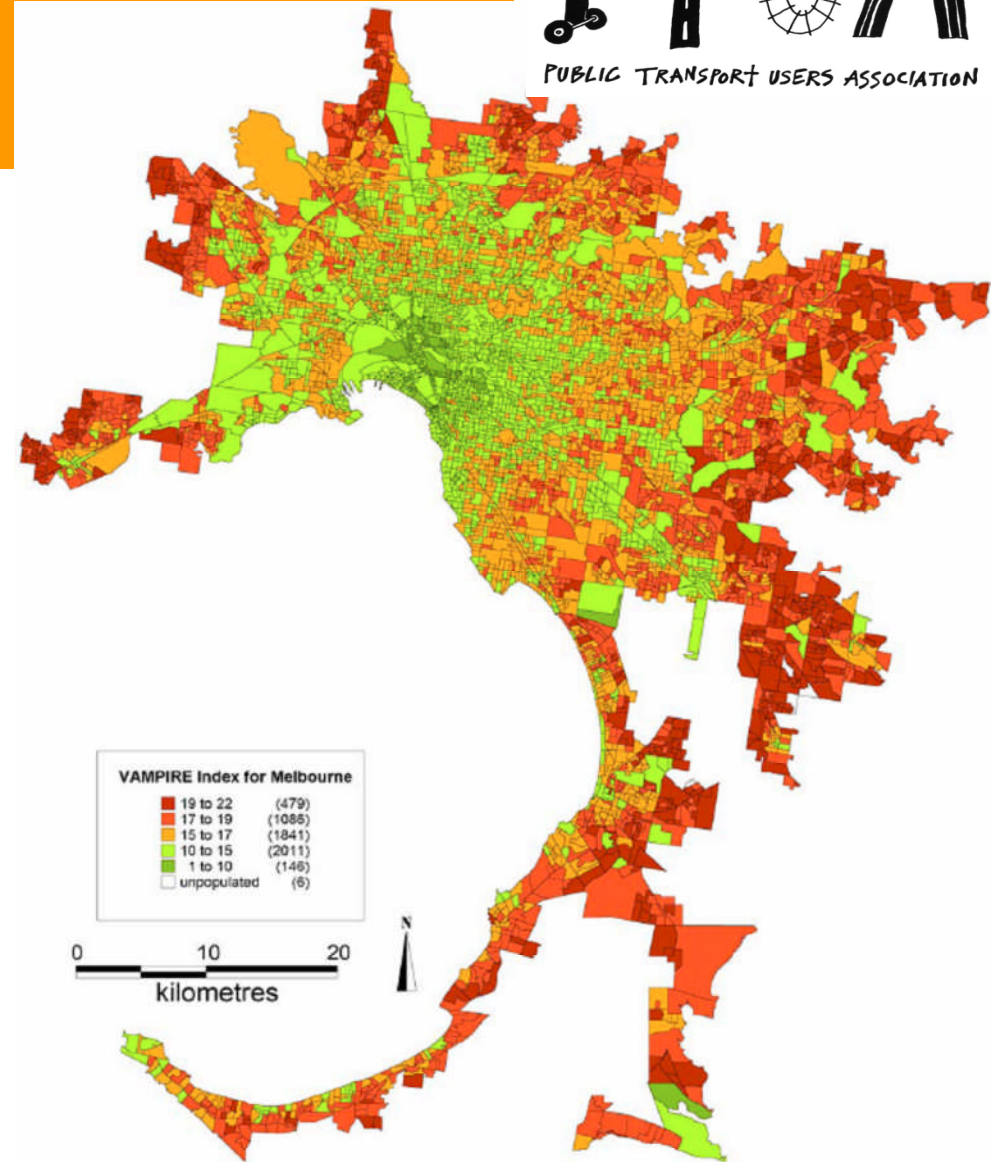 PUBLIC TRANSPORT USERS ASSOCIATION
VAMPIRE Index for Melbourne
19 to 22 (479)
17 to 19 (1086)
15 to 17 (1841)
10 to 15 (2011)
1 to 10 (146)
unpopulated (6)
N
0 10 20
kilometres